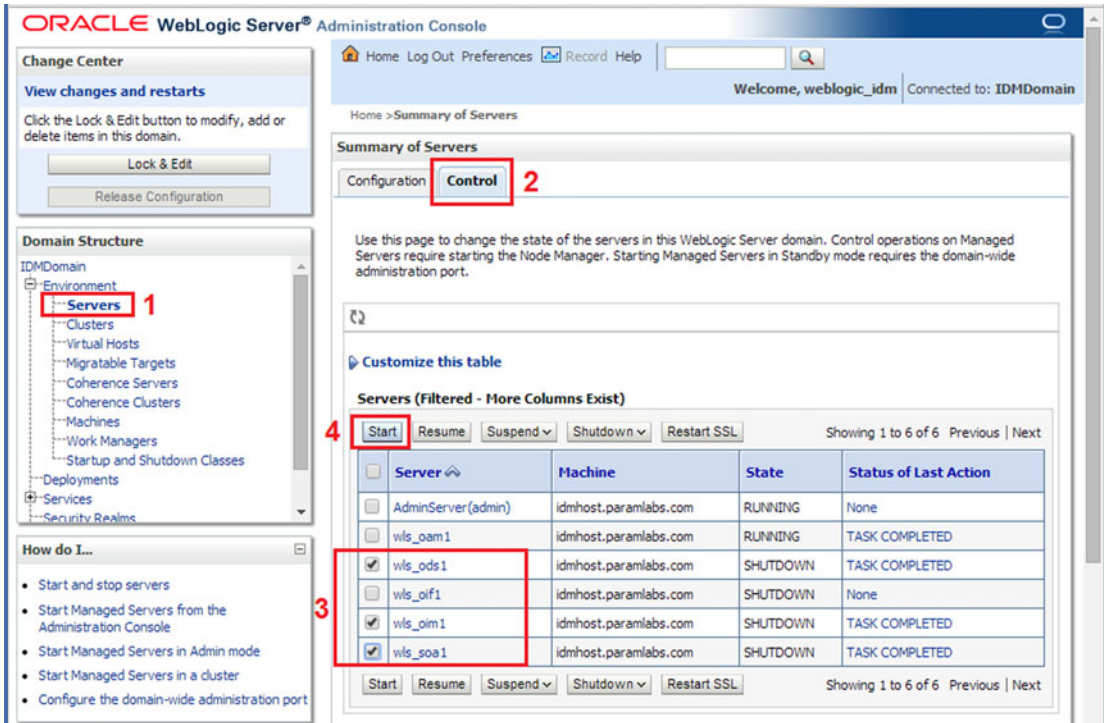 ORACLE WebLogic Server® Administration Console
Change Center
View changes and restarts
Click the Lock & Edit button to modify, add or
delete items in this domain.
Lock & Edit
Release Configuration
Domain Structure
IDMDomain
Environment
Servers
1
Clusters
Virtual Hosts
Migratable Targets
Coherence Servers
Coherence Clusters
Machines
Work Managers
Startup and Shutdown Classes
Deployments
Services
Security Realms
How do I...
Start and stop servers
Start Managed Servers from the
Administration Console
Start Managed Servers in Admin mode
Start Managed Servers in a cluster
Configure the domain-wide administration port
Home Log Out Preferences Record Help
Welcome, weblogic_idm Connected to: IDMDomain
Home >Summary of Servers
Summary of Servers
Configuration Control 2
Use this page to change the state of the servers in this WebLogic Server domain. Control operations on Managed
Servers require starting the Node Manager. Starting Managed Servers in Standby mode requires the domain-wide
administration port.
Customize this table
Servers (Filtered - More Columns Exist)
4 Start Resume Suspend Shutdown Restart SSL Showing 1 to 6 of 6 Previous | Next
Server Machine State Status of Last Action
AdminServer(admin) idmhost.paramlabs.com RUNNING None
wls_oam1 idmhost.paramlabs.com RUNNING TASK COMPLETED
wls_ods1 idmhost.paramlabs.com SHUTDOWN TASK COMPLETED
3 wls_oif1 idmhost.paramlabs.com SHUTDOWN None
wls_oim1 idmhost.paramlabs.com SHUTDOWN TASK COMPLETED
wls_soa1 idmhost.paramlabs.com SHUTDOWN TASK COMPLETED
Start Resume Suspend Shutdown Restart SSL Showing 1 to 6 of 6 Previous | Next